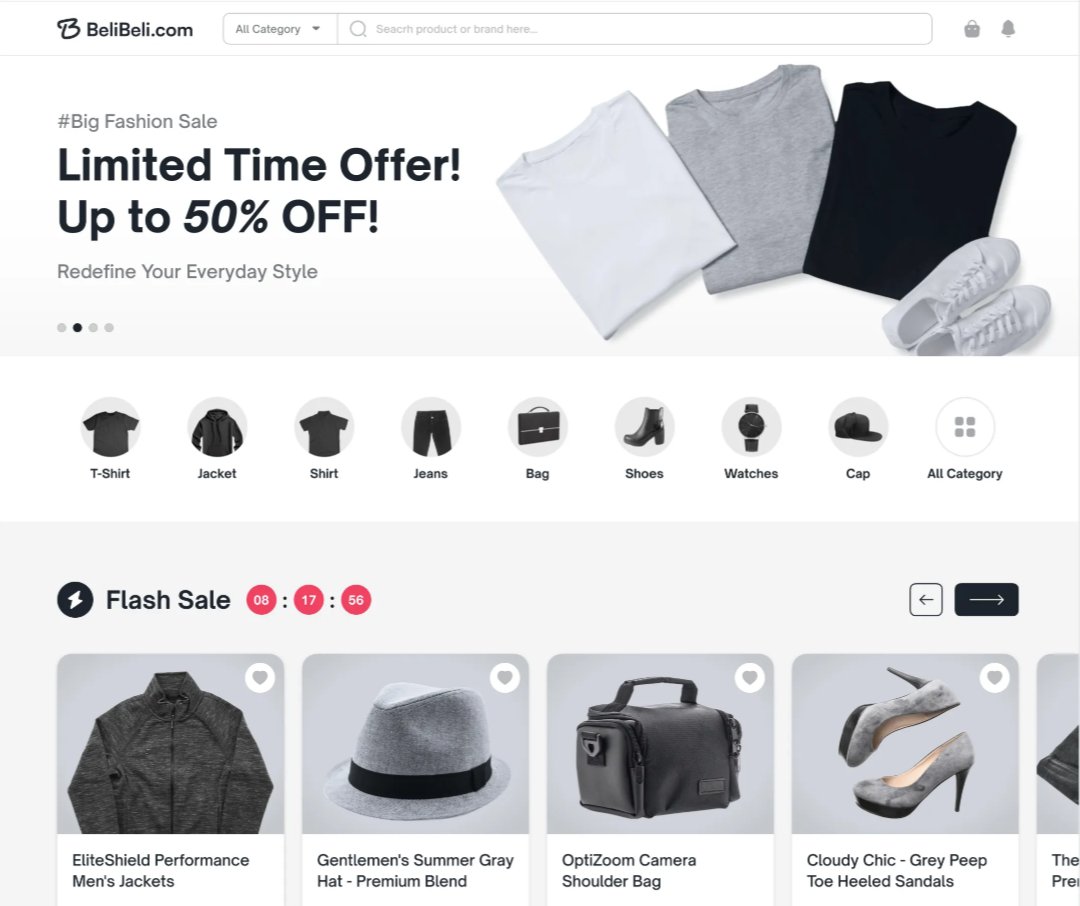 BeliBeli.com
All Category
Seacrh product or brand here...
#Big Fashion Sale
Limited Time Offer!
Up to 50% OFF!
Redefine Your Everyday Style
T-Shirt
Jacket
Shirt
Jeans
Bag
Shoes
Watches
Cap
All Category
Flash Sale
08 : 17 : 56
EliteShield Performance
Men's Jackets
Gentlemen's Summer Gray
Hat - Premium Blend
OptiZoom Camera
Shoulder Bag
Cloudy Chic - Grey Peep
Toe Heeled Sandals
The